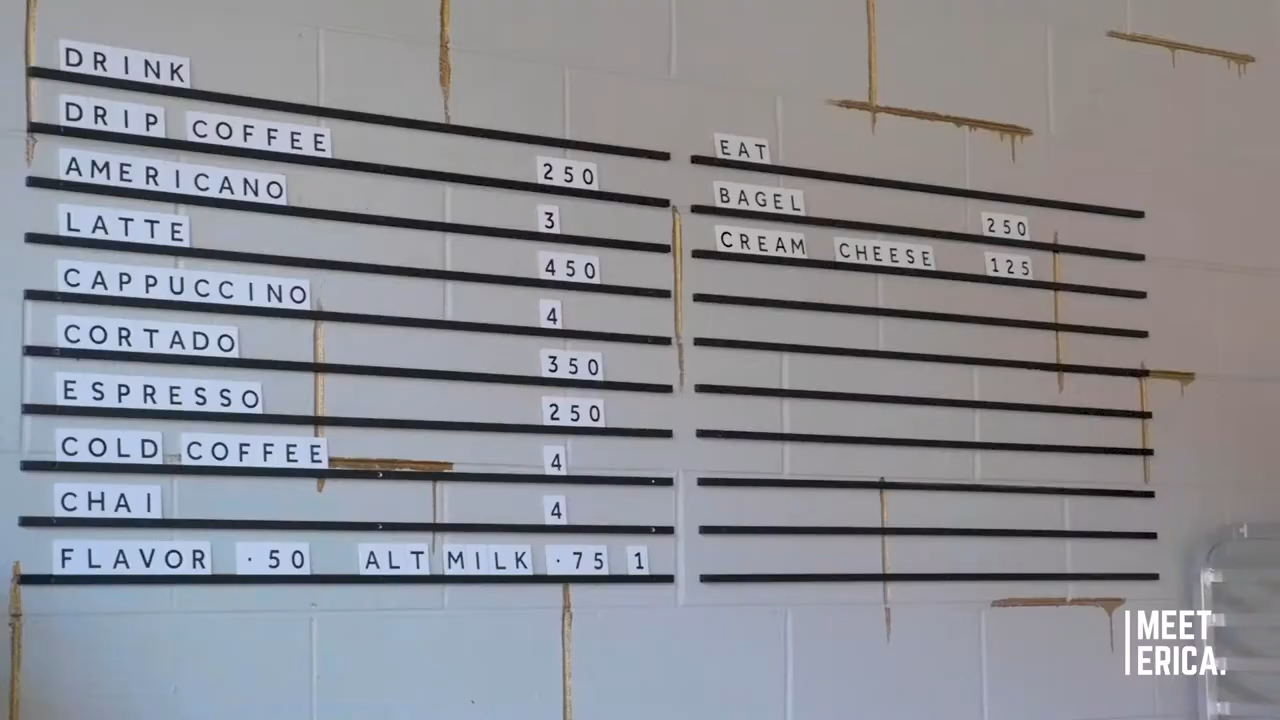 DRINK
DRIP COFFEE 250
AMERICANO 3
LATTE 450
CAPPUCCINO 4
CORTADO 350
ESPRESSO 250
COLD COFFEE 4
CHAI 4
FLAVOR ·50 ALT MILK ·75 1
EAT
BAGEL 250
CREAM CHEESE 125
MEET
ERICA.